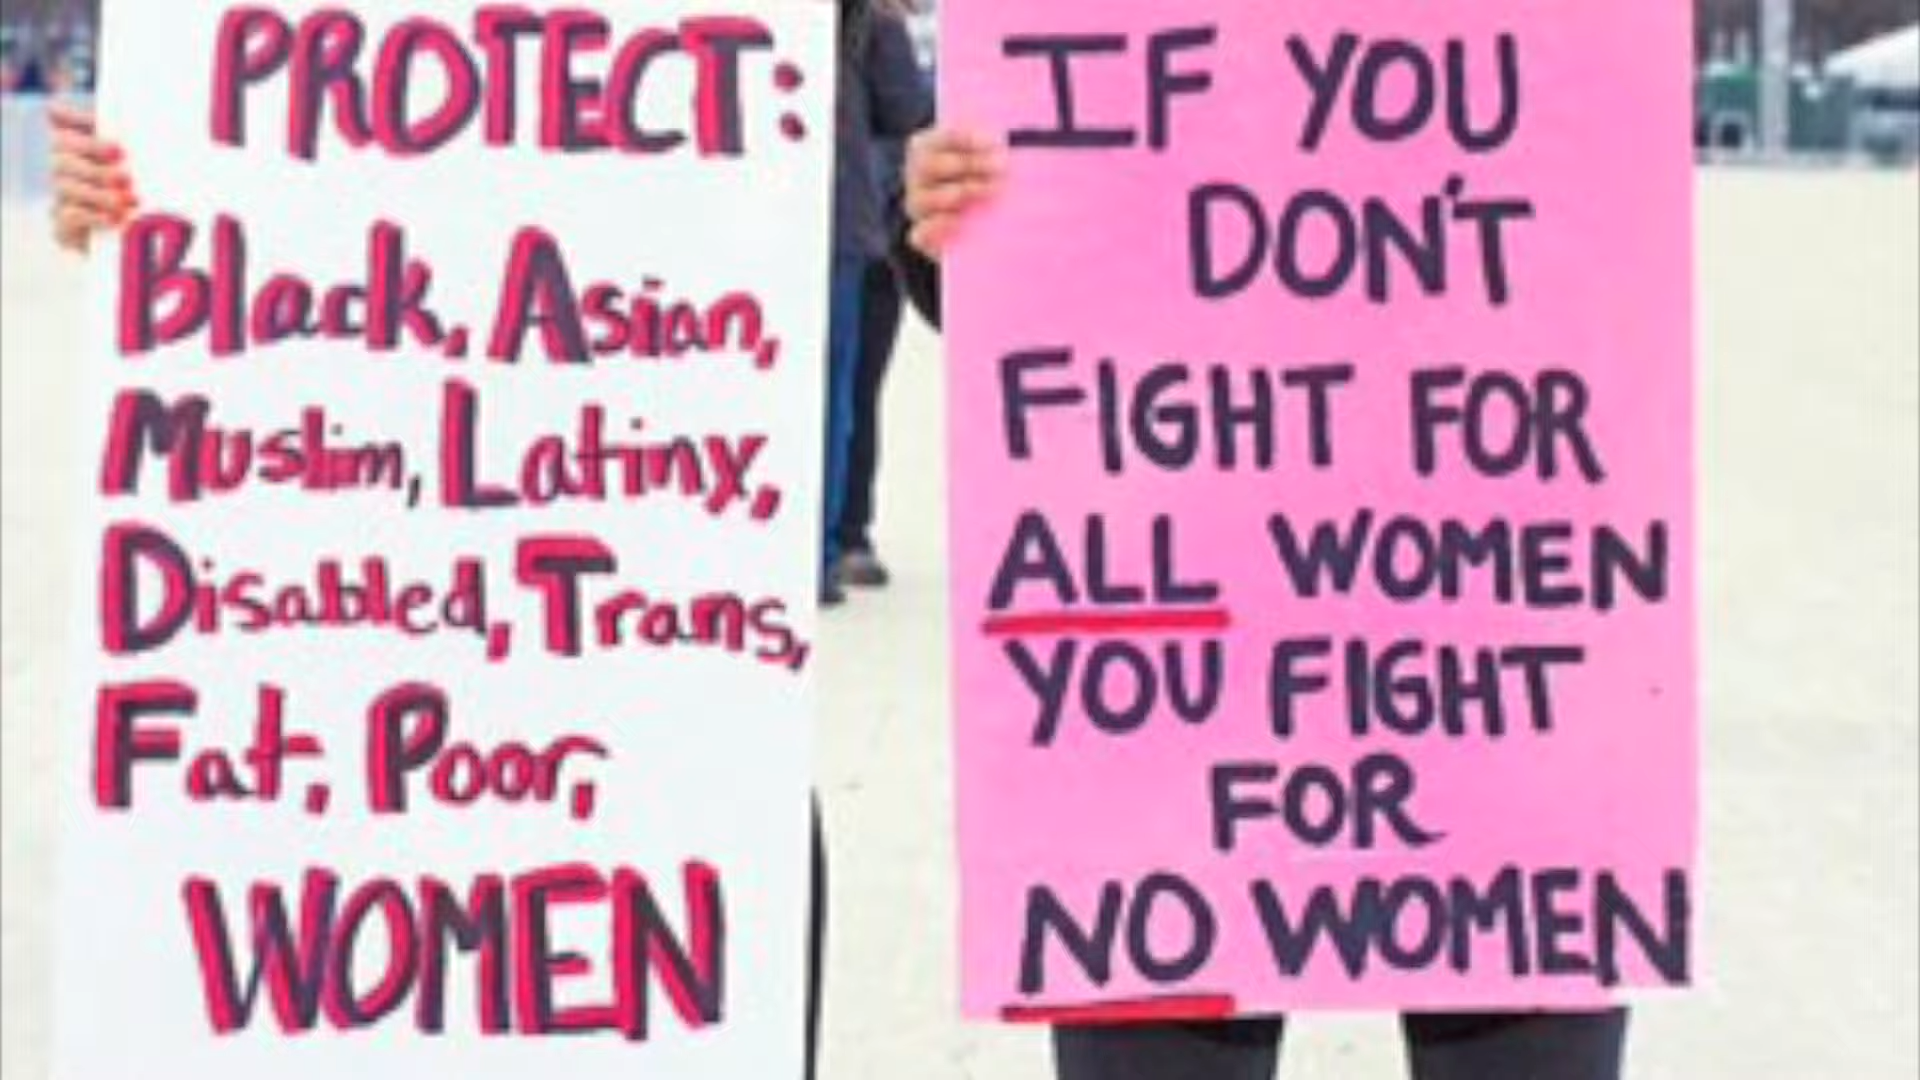 PROTECT:
Black, Asian,
Muslim, Latinx,
Disabled, Trans,
Fat, Poor,
WOMEN
IF YOU
DON'T
FIGHT FOR
ALL WOMEN
YOU FIGHT
FOR
NO WOMEN